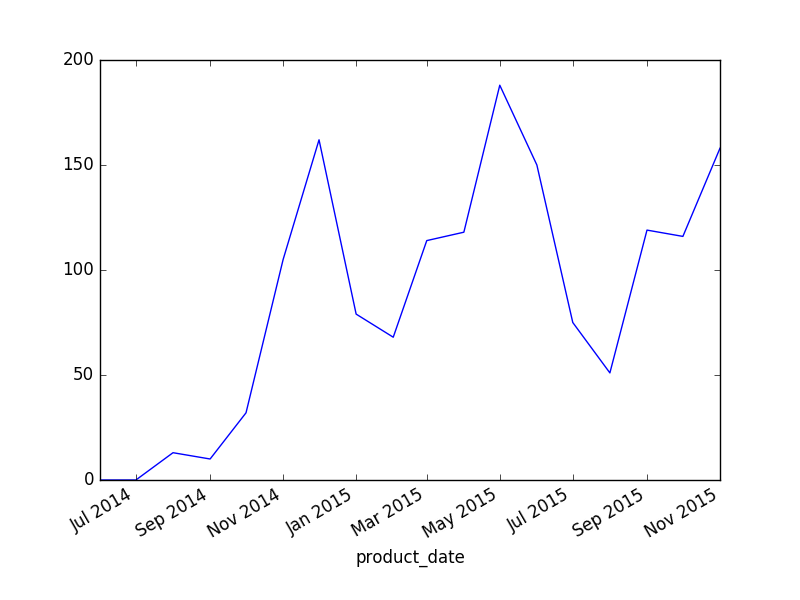 200
150
100
50
0
Jul 2014
Sep 2014
Nov 2014
Jan 2015
Mar 2015
May 2015
Jul 2015
Sep 2015
Nov 2015
product_date